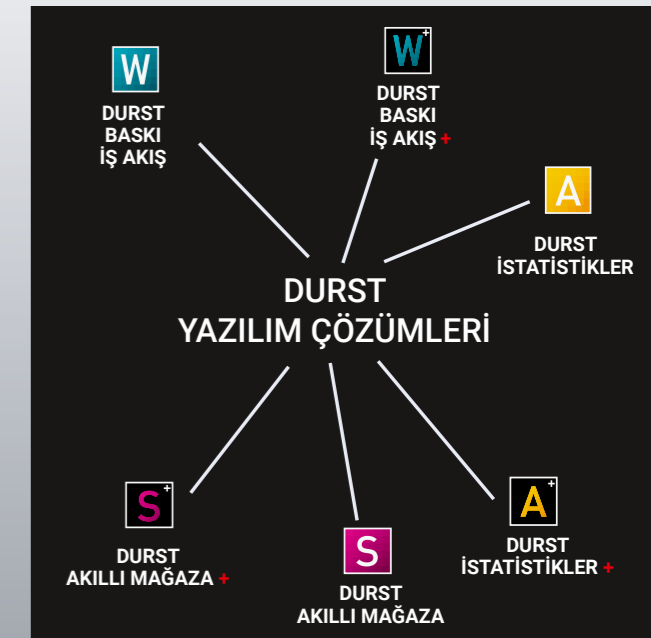 W
DURST
BASKI
İŞ AKIŞ
W+
DURST
BASKI
İŞ AKIŞ +
A
DURST
İSTATİSTİKLER
DURST
YAZILIM ÇÖZÜMLERİ
S+
DURST
AKILLI MAĞAZA +
S
DURST
AKILLI MAĞAZA
A+
DURST
İSTATİSTİKLER +